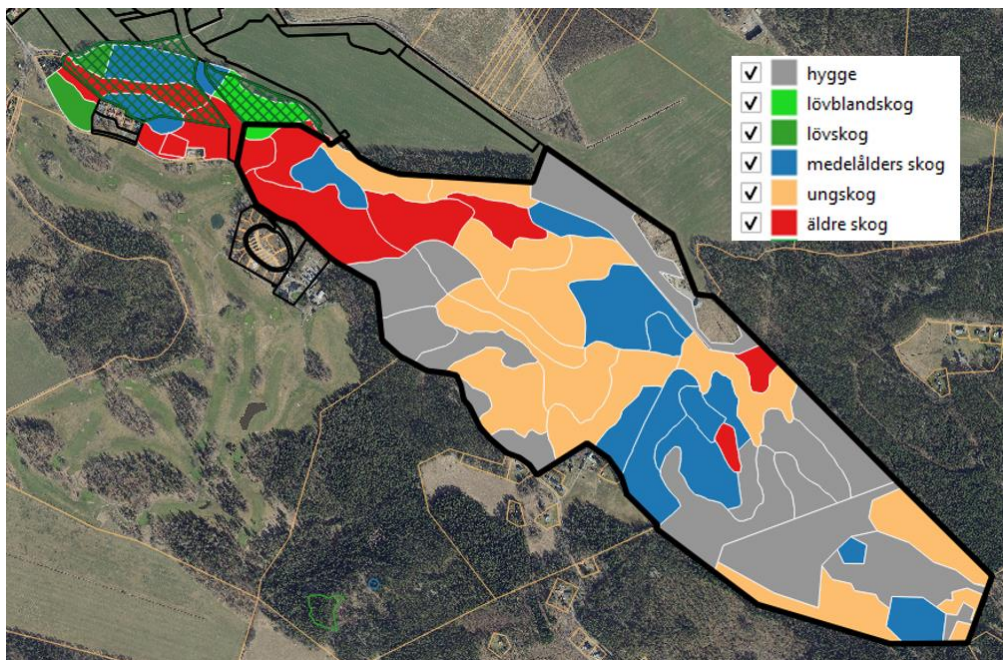 hygge
lövblandskog
lövskog
medelålders skog
ungskog
äldre skog